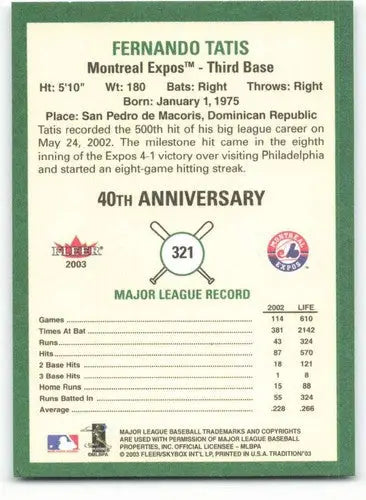 FERNANDO TATIS
Montreal Expos™ - Third Base
Ht: 5'10" Wt: 180 Bats: Right Throws: Right
Born: January 1, 1975
Place: San Pedro de Macoris, Dominican Republic
Tatis recorded the 500th hit of his big league career on
May 24, 2002. The milestone hit came in the eighth
inning of the Expos 4-1 victory over visiting Philadelphia
and started an eight-game hitting streak.
40TH ANNIVERSARY
FLEER
2003
321
MONTREAL
EXPOS
MAJOR LEAGUE RECORD
2002 LIFE
Games 114 610
Times At Bat 381 2142
Runs 43 324
Hits 87 570
2 Base Hits 18 121
3 Base Hits 1 8
Home Runs 15 88
Runs Batted In 55 324
Average .228 .266
MAJOR LEAGUE BASEBALL TRADEMARKS AND COPYRIGHTS
ARE USED WITH PERMISSION OF MAJOR LEAGUE BASEBALL
PROPERTIES, INC. OFFICIAL LICENSEE – MLBPA
© 2003 FLEER/SKYBOX INT'L LP, PRINTED IN U.S.A. TRADITION'03
©MLBPA